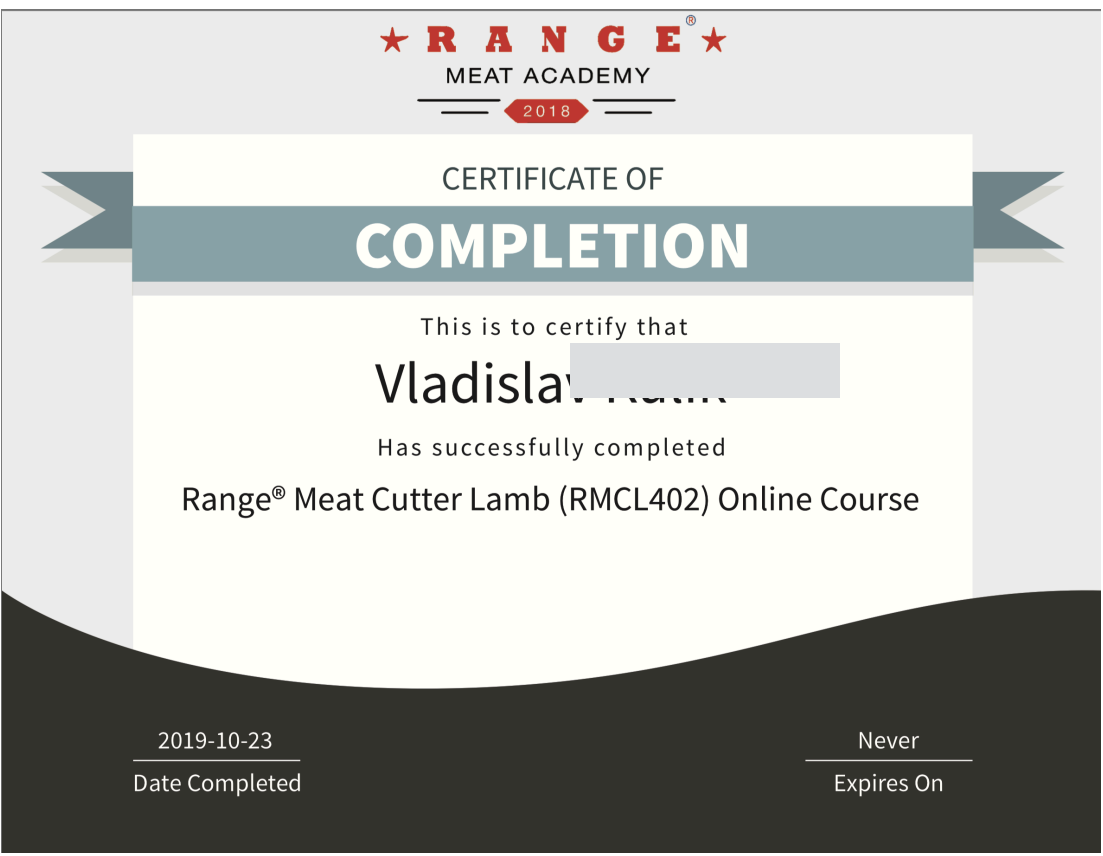 RANGE®
MEAT ACADEMY
2018
CERTIFICATE OF
COMPLETION
This is to certify that
Vladislav
Has successfully completed
Range® Meat Cutter Lamb (RMCL402) Online Course
2019-10-23
Date Completed
Never
Expires On